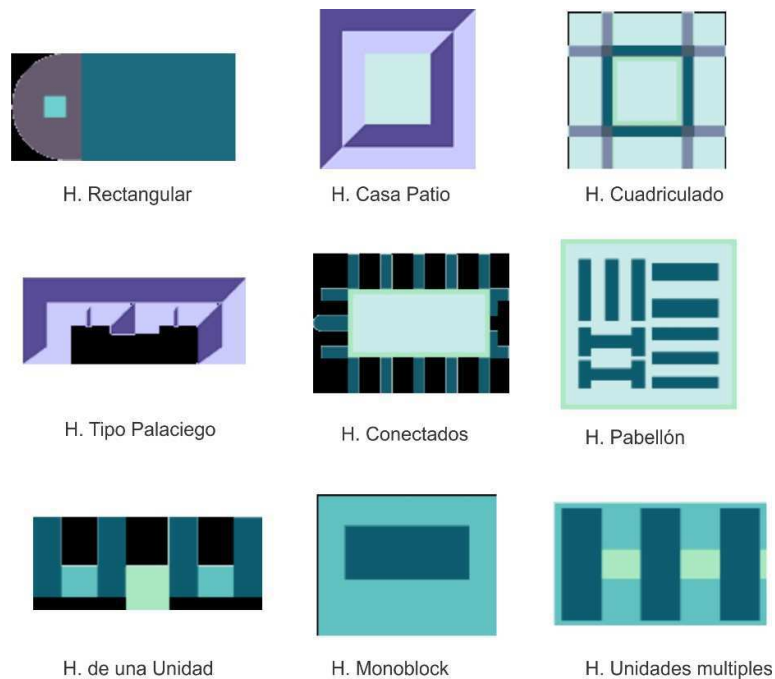 H. Rectangular
H. Casa Patio
H. Cuadriculado
H. Tipo Palaciego
H. Conectados
H. Pabellón
H. de una Unidad
H. Monoblock
H. Unidades multiples